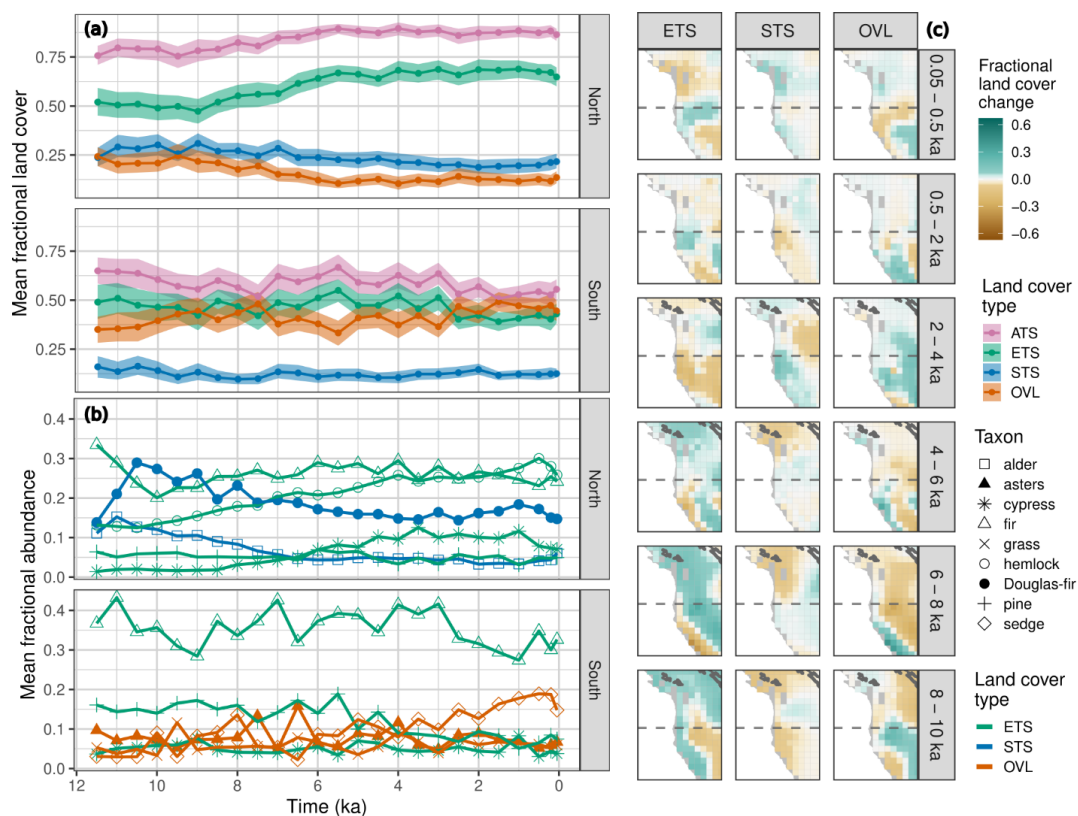 (a)
Mean fractional land cover
0.75
0.50
0.25
North
0.75
0.50
0.25
South
(b)
Mean fractional abundance
0.4
0.3
0.2
0.1
0.0
North
0.4
0.3
0.2
0.1
0.0
South
12
10
8
6
4
2
0
Time (ka)
ETS
STS
OVL
(c)
0.05 – 0.5 ka
0.5 – 2 ka
2 – 4 ka
4 – 6 ka
6 – 8 ka
8 – 10 ka
Fractional
land cover
change
0.6
0.3
0.0
−0.3
−0.6
Land cover
type
ATS
ETS
STS
OVL
Taxon
alder
asters
cypress
fir
grass
hemlock
Douglas-fir
pine
sedge
Land cover
type
ETS
STS
OVL